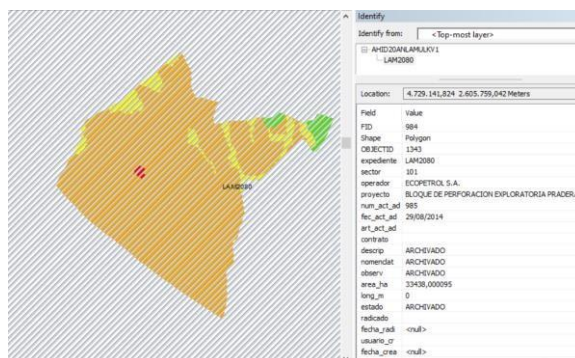 Identify
Identify from: <Top-most layer>
AHID20ANLAMULKV1
LAM2080
Location: 4.729.141,824 2.605.759,042 Meters
Field Value
FID 984
Shape Polygon
OBJECTID 1343
expediente LAM2080
sector 101
operador ECOPETROL S.A.
proyecto BLOQUE DE PERFORACION EXPLORATORIA PRADERA
num_act_ad 985
fec_act_ad 29/08/2014
art_act_ad
contrato
descrip ARCHIVADO
nomenclat ARCHIVADO
observ ARCHIVADO
area_ha 33438,000095
long_m 0
estado ARCHIVADO
radicado
fecha_radi <null>
usuario_cr
fecha_crea <null>
LAM2080